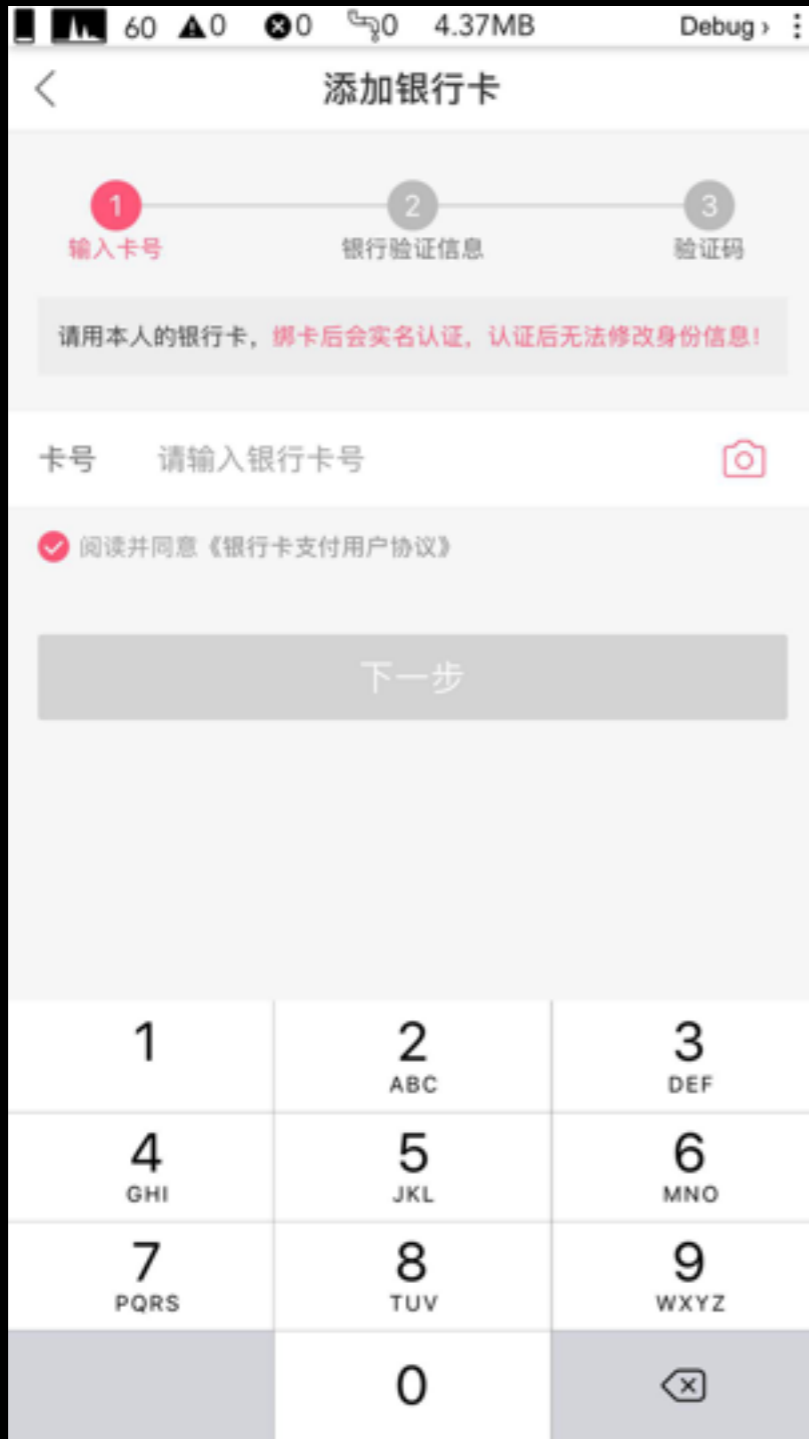 60 0 0 0 4.37MB Debug ›
添加银行卡
1 2 3
输入卡号 银行验证信息 验证码
请用本人的银行卡，绑卡后会实名认证，认证后无法修改身份信息！
卡号 请输入银行卡号
阅读并同意《银行卡支付用户协议》
下一步
1 2 3
ABC DEF
4 5 6
GHI JKL MNO
7 8 9
PQRS TUV WXYZ
0